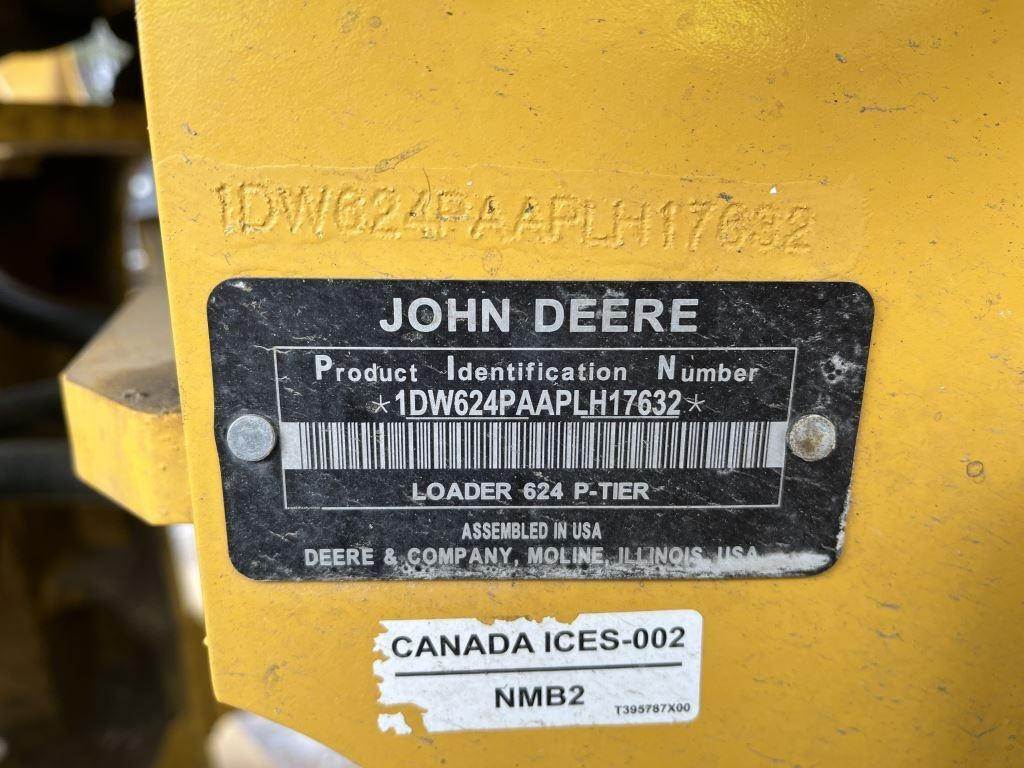 1DW624PAAPLH17632
JOHN DEERE
Product Identification Number
*1DW624PAAPLH17632*
LOADER 624 P-TIER
ASSEMBLED IN USA
DEERE & COMPANY, MOLINE, ILLINOIS, USA
CANADA ICES-002
NMB2
T395787X00